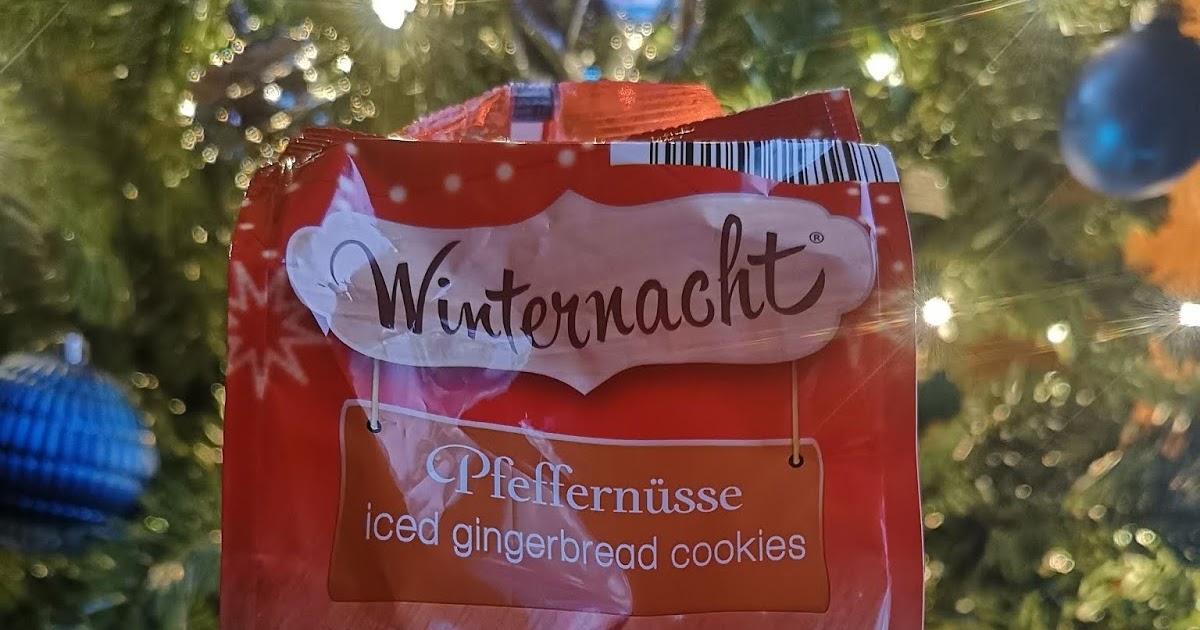 Winternacht®
Pfeffernüsse
iced gingerbread cookies